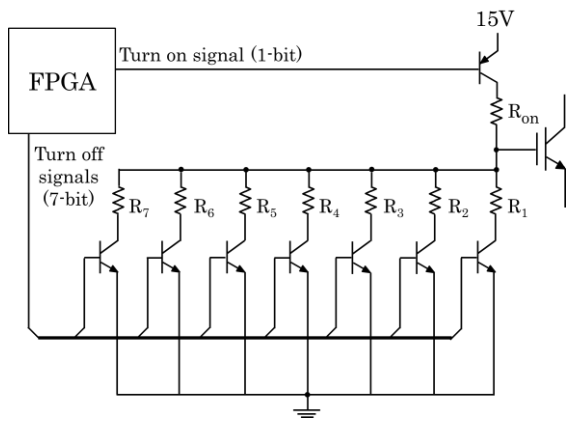 15V
Turn on signal (1-bit)
FPGA
Ron
Turn off
signals
(7-bit)
R7
R6
R5
R4
R3
R2
R1